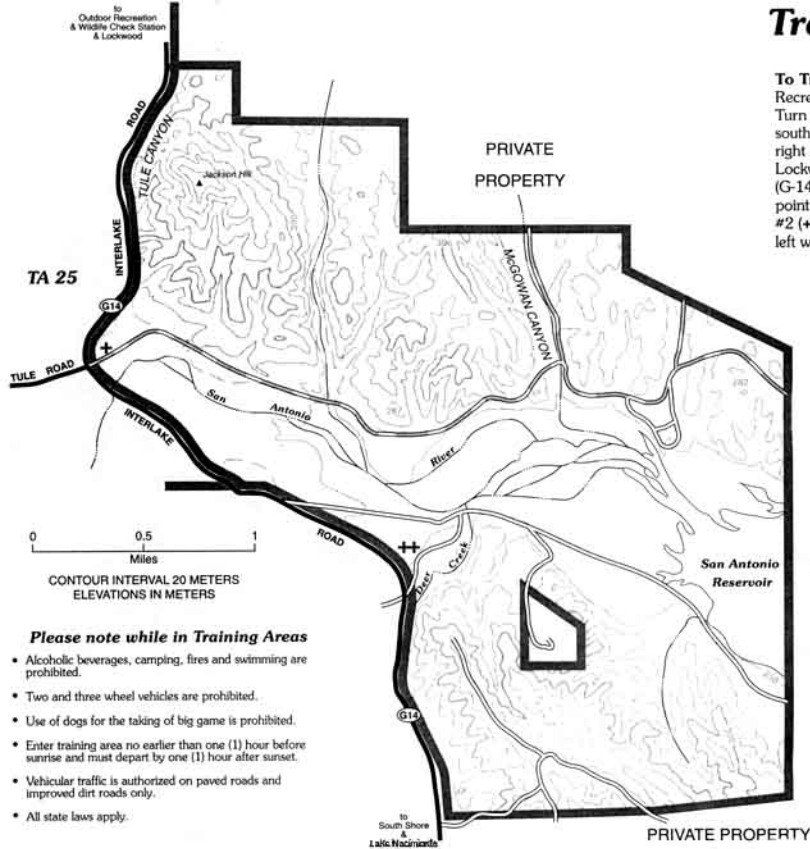 to
Outdoor Recreation
& Wildlife Check Station
& Lockwood
Tra
To Tr
Recre
Turn
south
right
Lockw
(G-14
point
#2 (+
left w
ROAD
TULE CANYON
Jackson Hill
INTERLAKE
PRIVATE
PROPERTY
McGOWAN CANYON
TA 25
G14
+
TULE ROAD
INTERLAKE
San Antonio River
287
282
ROAD
++
Deer Creek
San Antonio
Reservoir
0 0.5 1
Miles
CONTOUR INTERVAL 20 METERS
ELEVATIONS IN METERS
Please note while in Training Areas
• Alcoholic beverages, camping, fires and swimming are
prohibited.
• Two and three wheel vehicles are prohibited.
• Use of dogs for the taking of big game is prohibited.
• Enter training area no earlier than one (1) hour before
sunrise and must depart by one (1) hour after sunset.
• Vehicular traffic is authorized on paved roads and
improved dirt roads only.
• All state laws apply.
G14
to
South Shore
&
Lake Nacimiento
PRIVATE PROPERTY